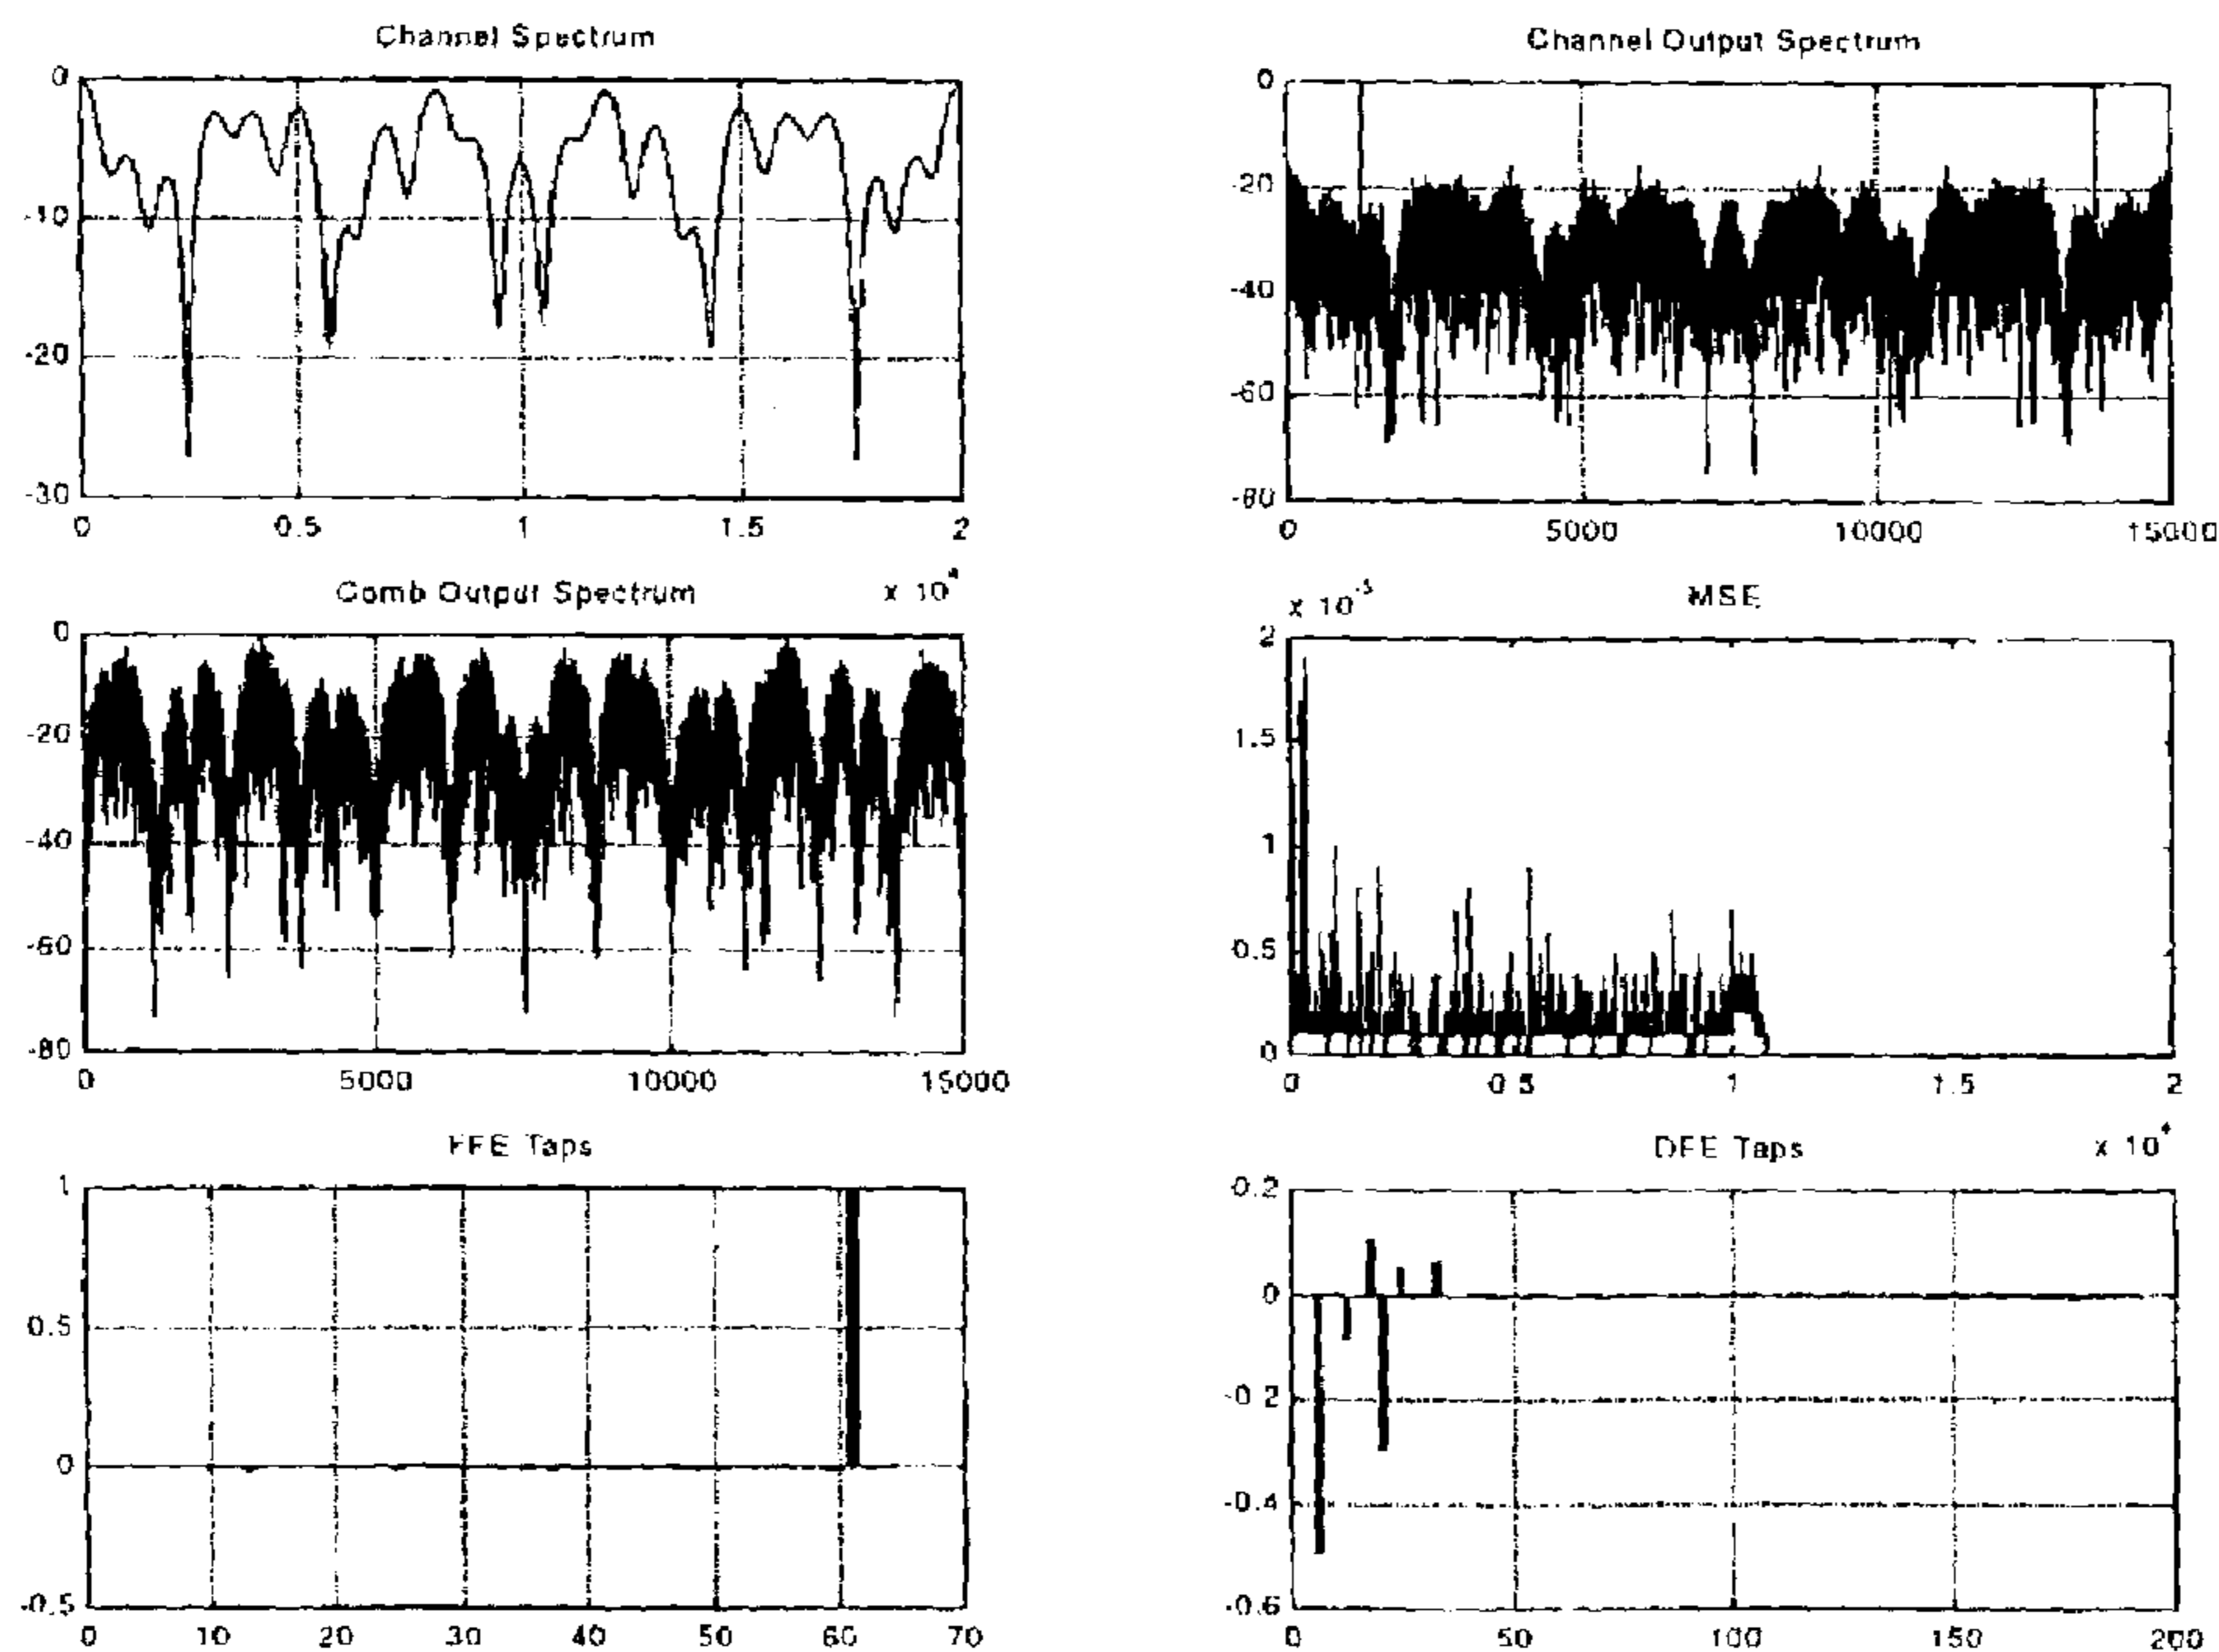 Channel Spectrum
0
-10
-20
-30
0 0.5 1 1.5 2
x 10^4
Channel Output Spectrum
0
-20
-40
-60
-80
0 5000 10000 15000
Comb Output Spectrum
0
-20
-40
-60
-80
0 5000 10000 15000
x 10^-3
MSE
2
1.5
1
0.5
0
0 0.5 1 1.5 2
x 10^4
FFE Taps
1
0.5
0
-0.5
0 10 20 30 40 50 60 70
DFE Taps
0.2
0
-0.2
-0.4
-0.6
0 50 100 150 200